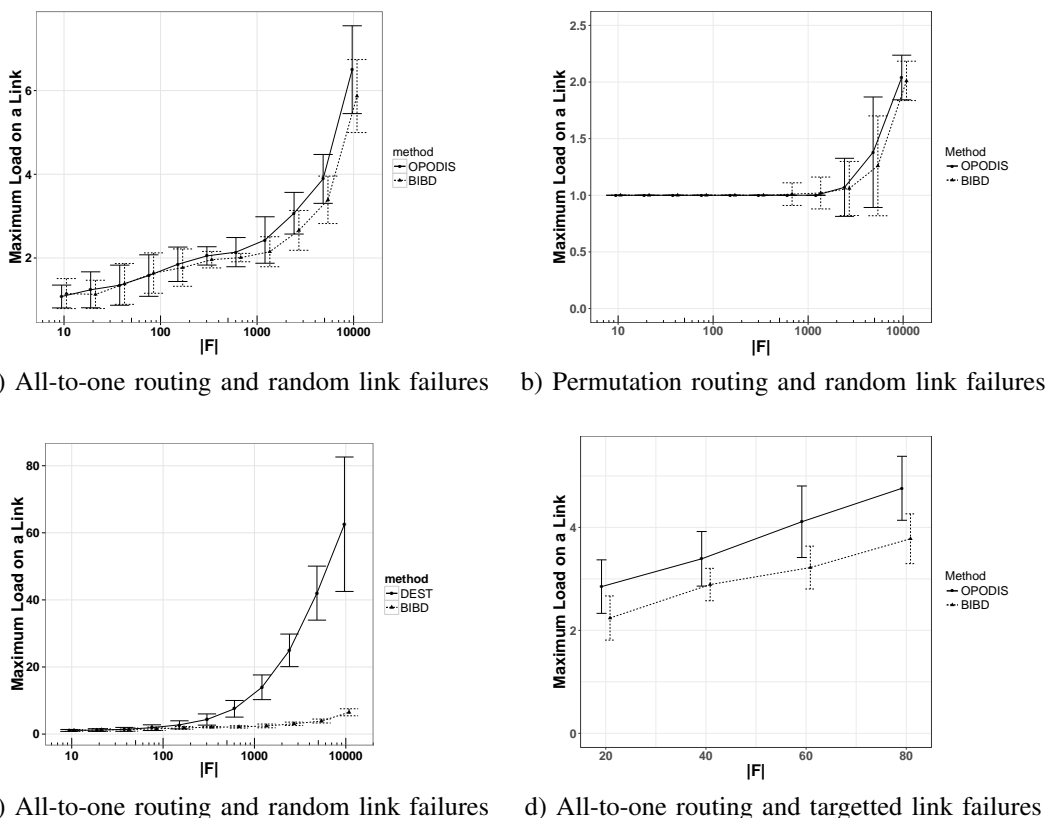 Maximum Load on a Link
6
4
2
10
100
1000
10000
|F|
method
OPODIS
BIBD
) All-to-one routing and random link failures
Maximum Load on a Link
2.5
2.0
1.5
1.0
0.5
0.0
10
100
1000
10000
|F|
Method
OPODIS
BIBD
b) Permutation routing and random link failures
Maximum Load on a Link
80
60
40
20
0
10
100
1000
10000
|F|
method
DEST
BIBD
) All-to-one routing and random link failures
Maximum Load on a Link
4
2
0
20
40
60
80
|F|
Method
OPODIS
BIBD
d) All-to-one routing and targetted link failures